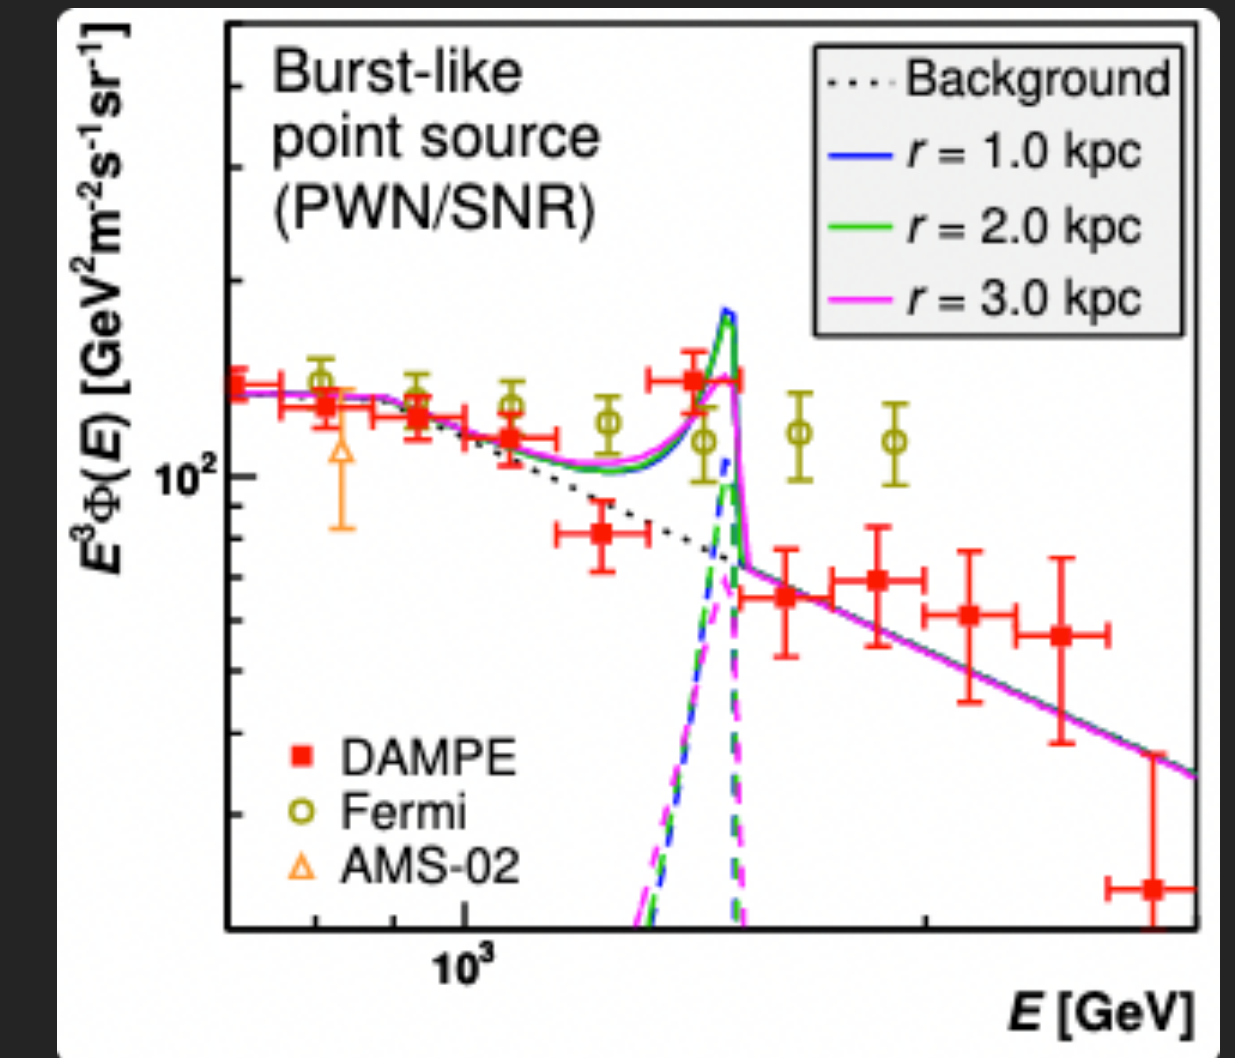 E³Φ(E) [GeV²m⁻²s⁻¹sr⁻¹]
Burst-like
point source
(PWN/SNR)
Background
r = 1.0 kpc
r = 2.0 kpc
r = 3.0 kpc
10²
DAMPE
Fermi
AMS-02
10³
E [GeV]